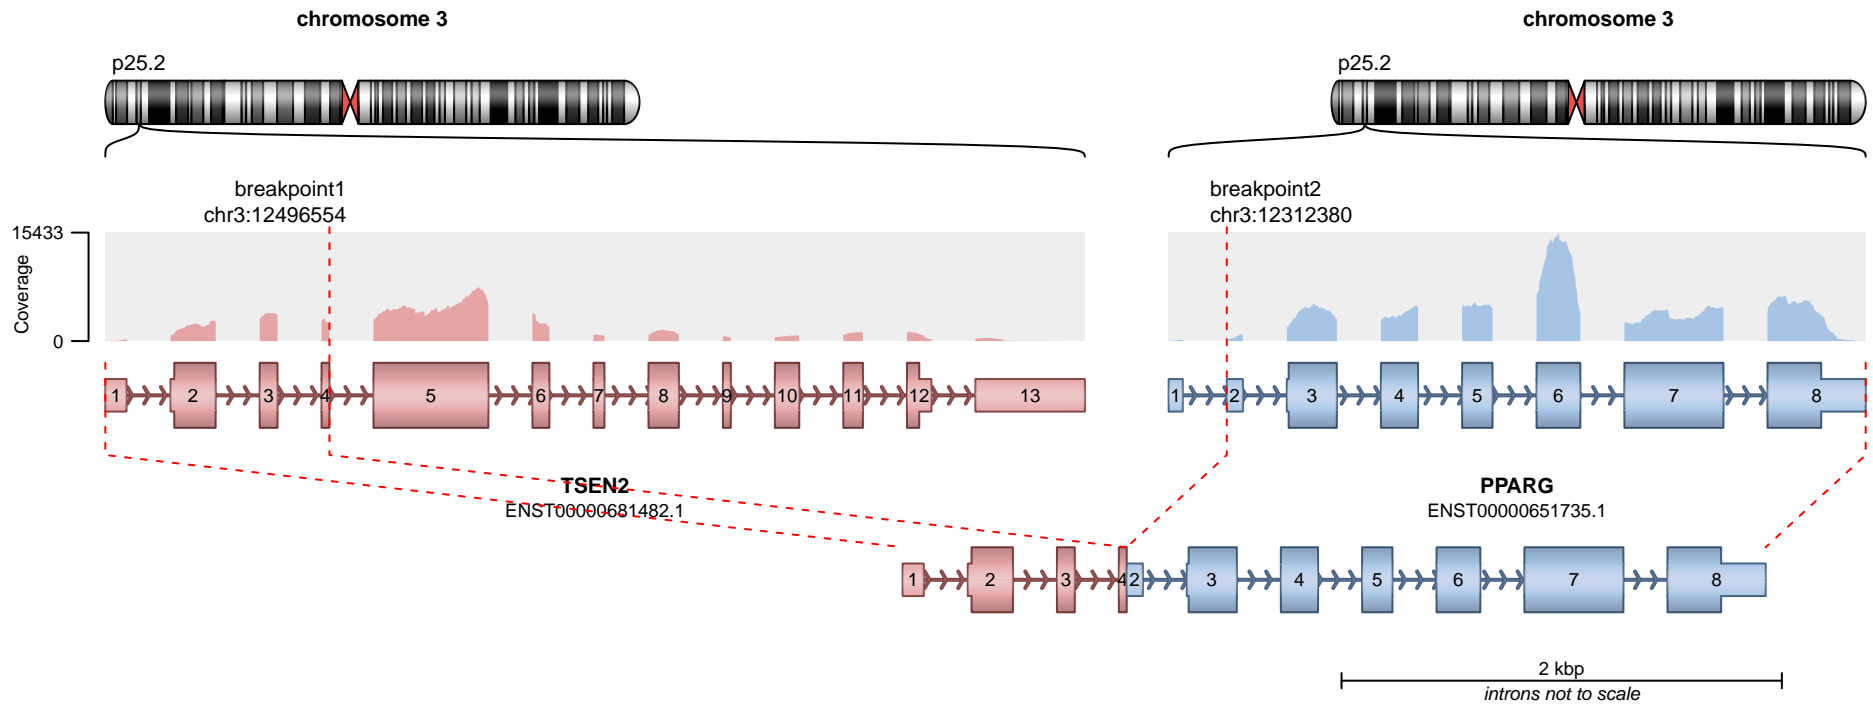 chromosome 3
chromosome 3
p25.2
p25.2
breakpoint1
chr3:12496554
breakpoint2
chr3:12312380
15433
Coverage
0
1 2 3 4 5 6 7 8 9 10 11 12 13
1 2 3 4 5 6 7 8
TSEN2
ENST00000681482.1
PPARG
ENST00000651735.1
1 2 3 4 2 3 4 5 6 7 8
2 kbp
introns not to scale